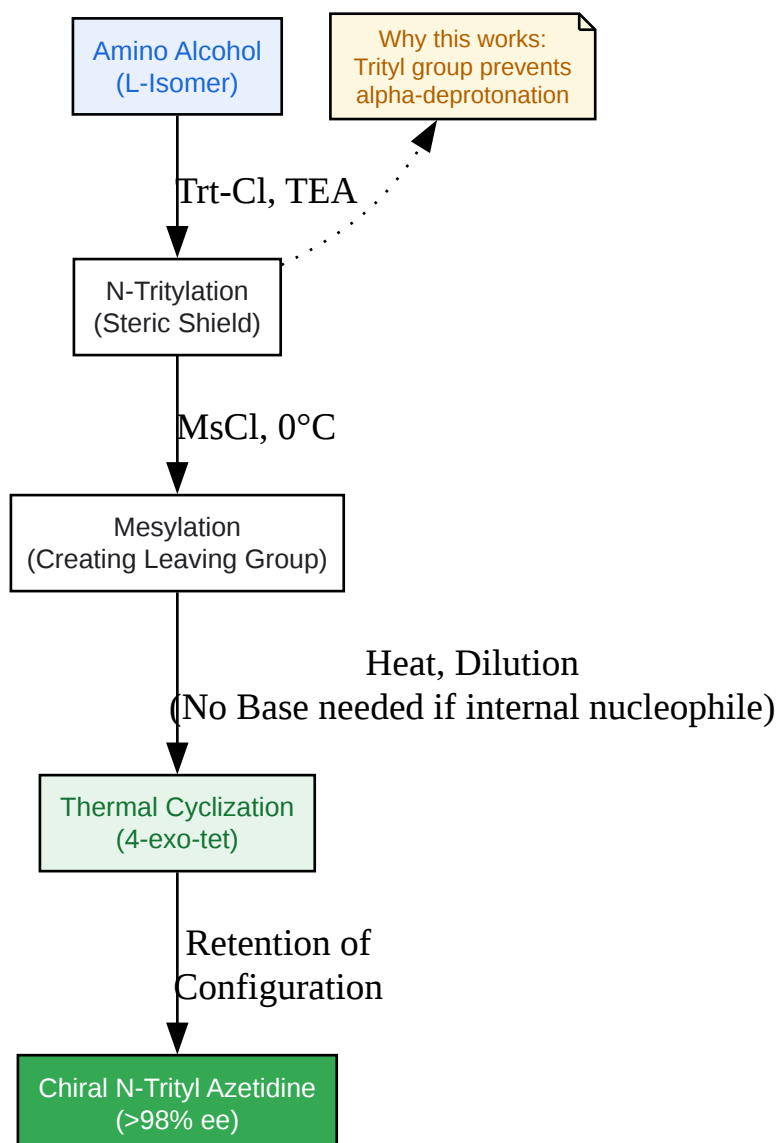 Amino Alcohol
(L-Isomer)
Why this works:
Trityl group prevents
alpha-deprotonation
Trt-Cl, TEA
N-Tritylation
(Steric Shield)
MsCl, 0°C
Mesylation
(Creating Leaving Group)
Heat, Dilution
(No Base needed if internal nucleophile)
Thermal Cyclization
(4-exo-tet)
Retention of
Configuration
Chiral N-Trityl Azetidine
(>98% ee)